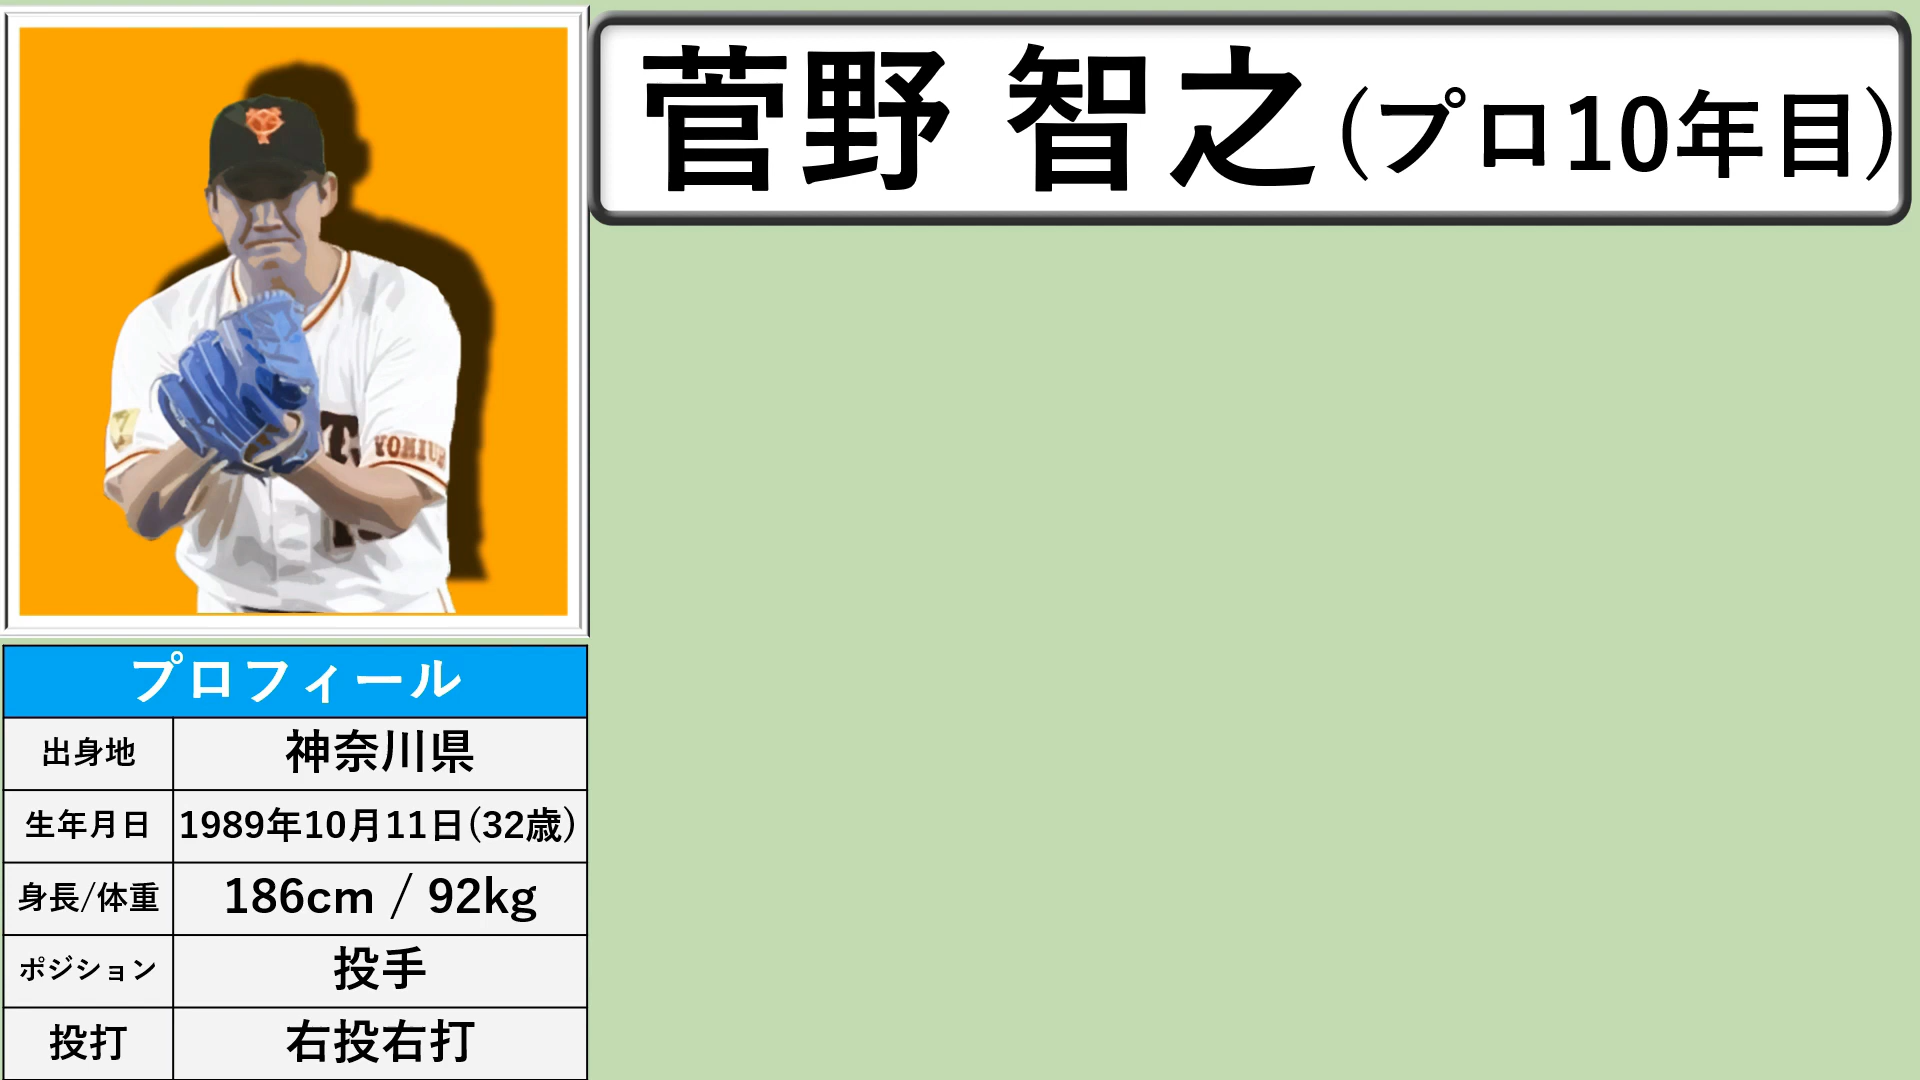 菅野 智之(プロ10年目)
YOMIUR
プロフィール
出身地 神奈川県
生年月日 1989年10月11日(32歳)
身長/体重 186cm / 92kg
ポジション 投手
投打 右投右打